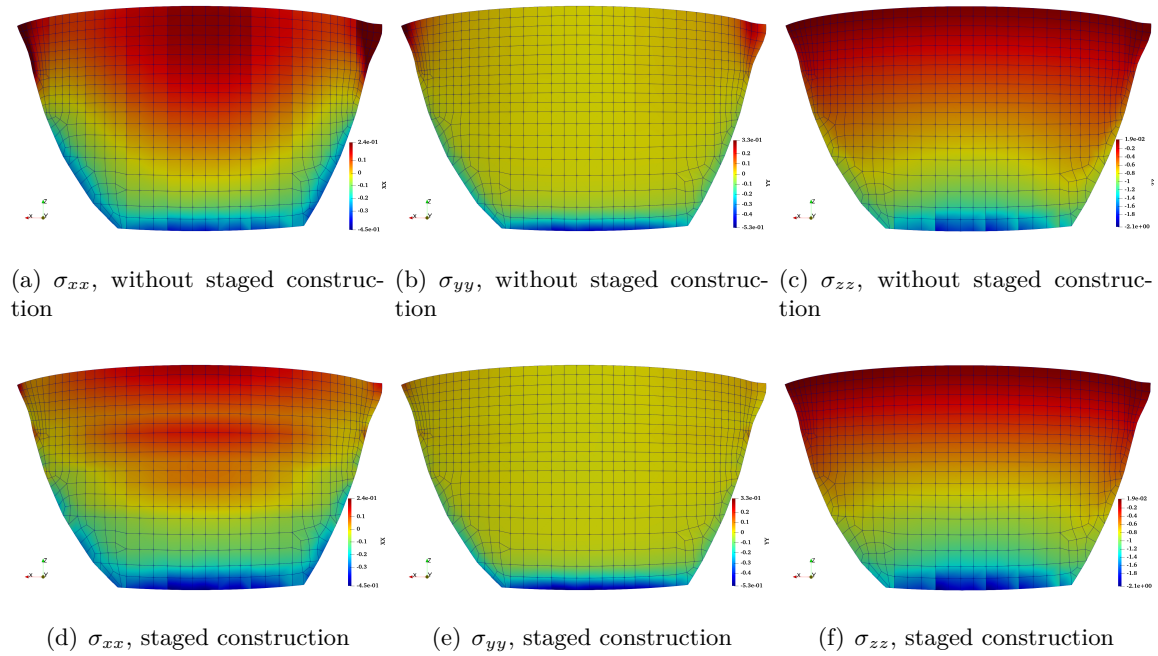 2.4e-01
0.1
0
-0.1
-0.2
-0.3
-4.5e-01
XX
Z
X
Y
3.3e-01
0.2
0.1
0
-0.1
-0.2
-0.3
-0.4
-5.3e-01
YY
Z
X
Y
1.9e-02
-0.2
-0.4
-0.6
-0.8
-1
-1.2
-1.4
-1.6
-1.8
-2.1e+00
Z
X
Y
(a) σxx, without staged construc-
tion
(b) σyy, without staged construc-
tion
(c) σzz, without staged construc-
tion
2.4e-01
0.1
0
-0.1
-0.2
-0.3
-4.5e-01
XX
Z
X
Y
3.3e-01
0.2
0.1
0
-0.1
-0.2
-0.3
-0.4
-5.3e-01
YY
Z
X
Y
1.9e-02
-0.2
-0.4
-0.6
-0.8
-1
-1.2
-1.4
-1.6
-1.8
-2.1e+00
Z
X
Y
(d) σxx, staged construction
(e) σyy, staged construction
(f) σzz, staged construction